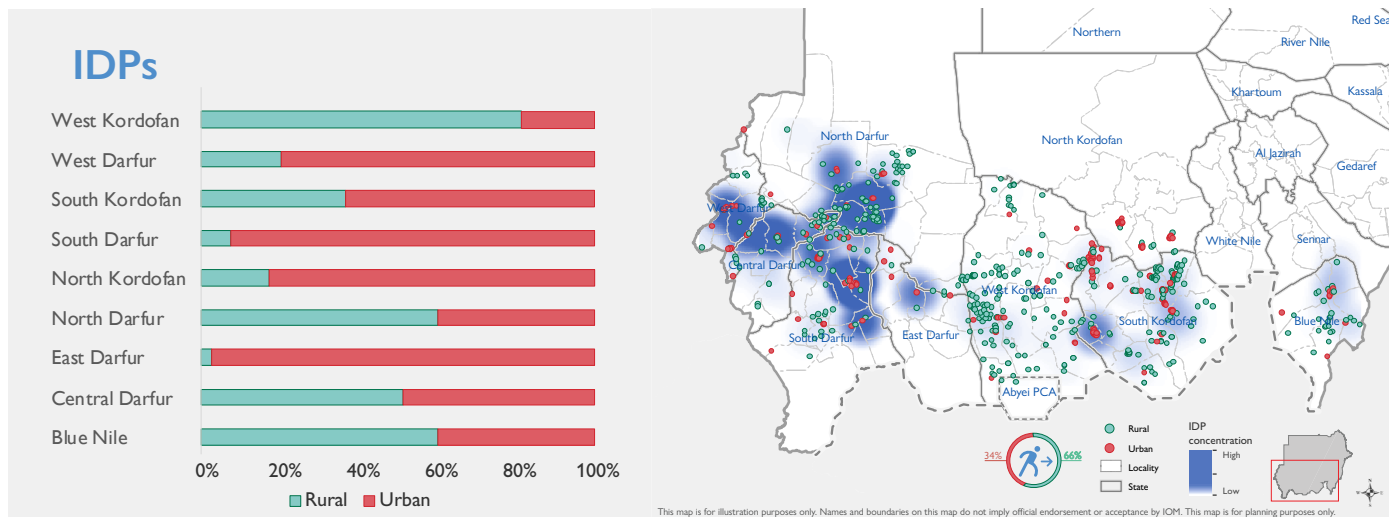 IDPs
West Kordofan
West Darfur
South Kordofan
South Darfur
North Kordofan
North Darfur
East Darfur
Central Darfur
Blue Nile
0% 20% 40% 60% 80% 100%
Rural Urban
Red Sea
Northern
River Nile
Khartoum
Kassala
North Darfur
North Kordofan
Al Jazirah
Gedaref
West Darfur
White Nile
Sennar
Central Darfur
West Kordofan
South Kordofan
Blue Nile
South Darfur
East Darfur
Abyei PCA
34%
66%
Rural
Urban
Locality
State
IDP
concentration
High
Low
This map is for illustration purposes only. Names and boundaries on this map do not imply official endorsement or acceptance by IOM. This map is for planning purposes only.